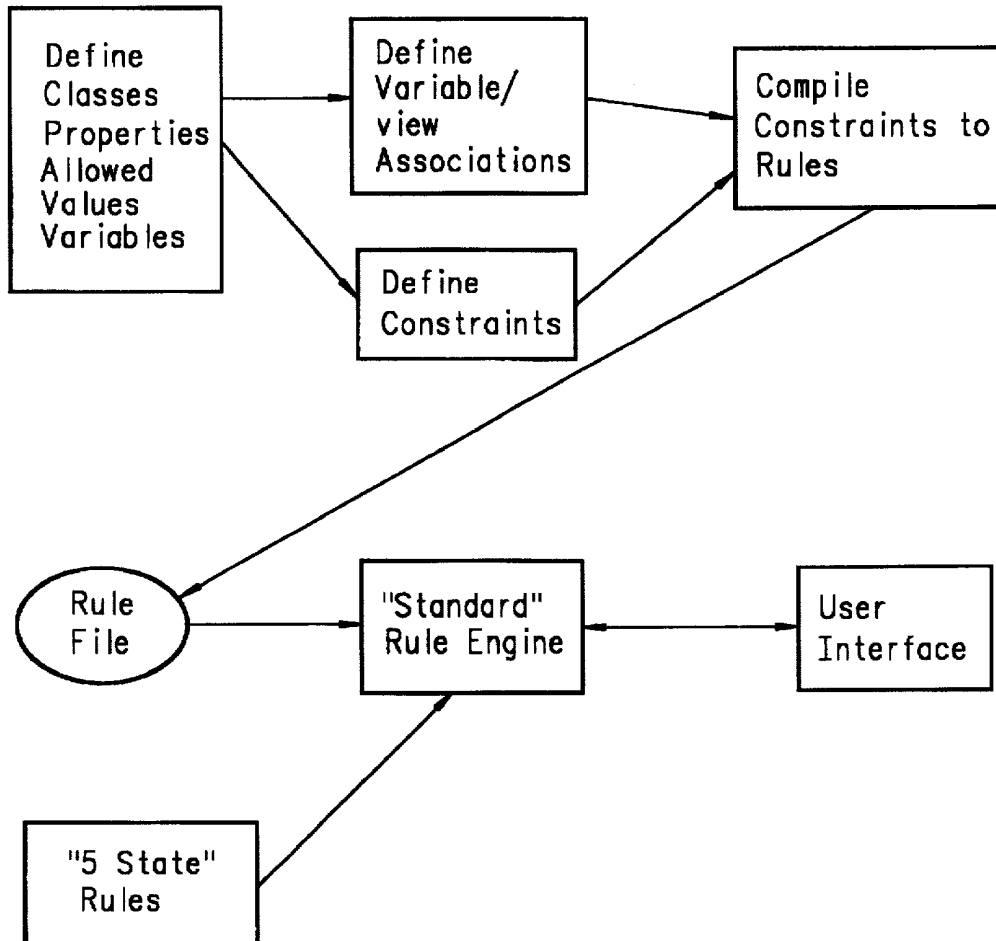 Define
Classes
Properties
Allowed
Values
Variables
Define
Variable/
view
Associations
Compile
Constraints to
Rules
Define
Constraints
Rule
File
"Standard"
Rule Engine
User
Interface
"5 State"
Rules